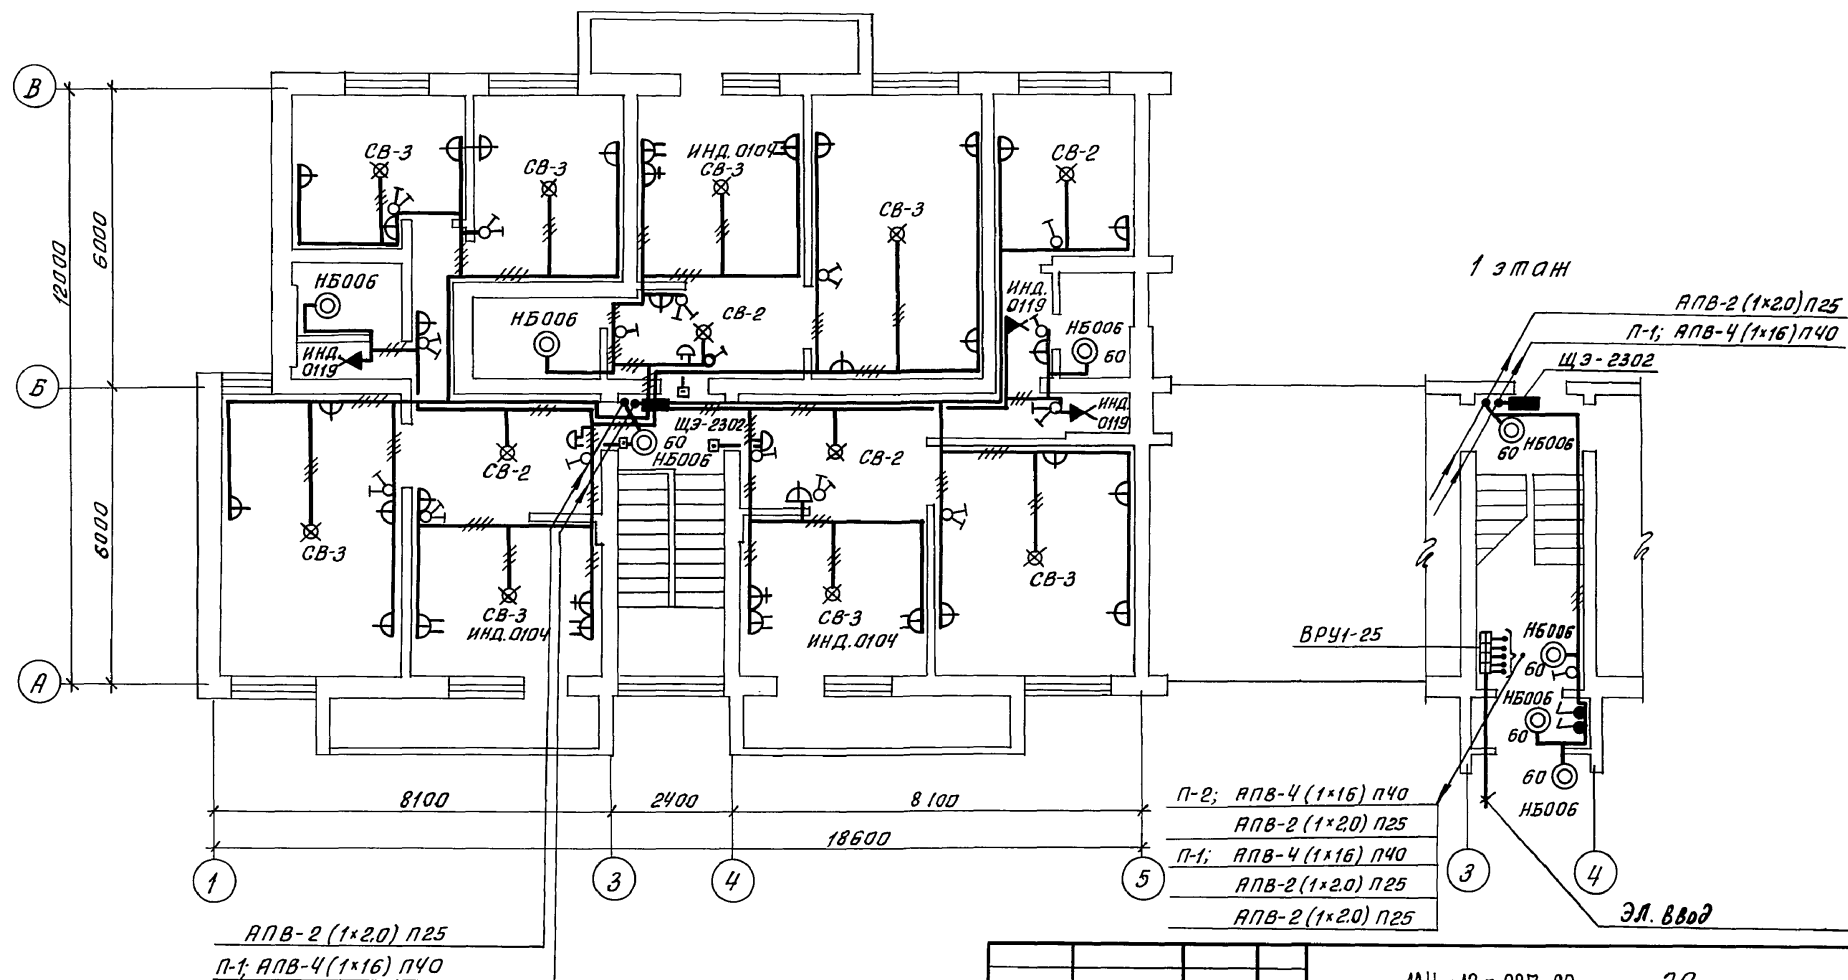 В
СВ-3
СВ-3
ИНД. 0104
СВ-3
СВ-3
СВ-2
12000
6000
1 этаж
НБ006
ИНД.
0119
НБ006
СВ-2
ИНД.
0119
НБ006
60
АПВ-2 (1×2.0) П25
П-1; АПВ-4 (1×16) П40
ЩЭ-2302
Б
ИНД.
0119
ЩЭ-2302
60
НБ006
СВ-2
СВ-2
60
НБ006
6000
СВ-3
СВ-3
ИНД. 0104
СВ-3
ИНД. 0104
СВ-3
ВРУ1-25
НБ006
60
НБ006
60
60
НБ006
А
8100
2400
8100
18600
1
3
4
5
П-2; АПВ-4 (1×16) П40
АПВ-2 (1×2.0) П25
П-1; АПВ-4 (1×16) П40
АПВ-2 (1×2.0) П25
АПВ-2 (1×2.0) П25
3
4
ЭЛ. ВВОД
АПВ-2 (1×2.0) П25
П-1; АПВ-4 (1×16) П40